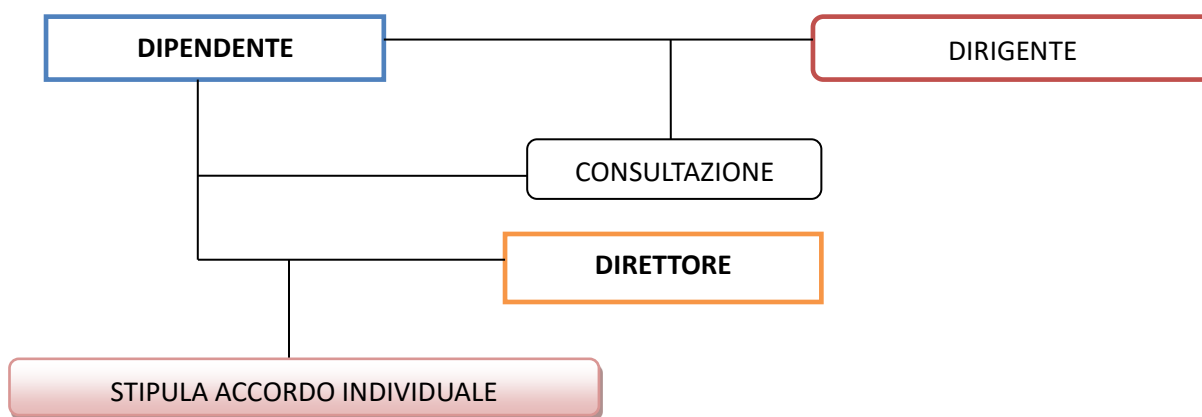 DIPENDENTE
DIRIGENTE
CONSULTAZIONE
DIRETTORE
STIPULA ACCORDO INDIVIDUALE